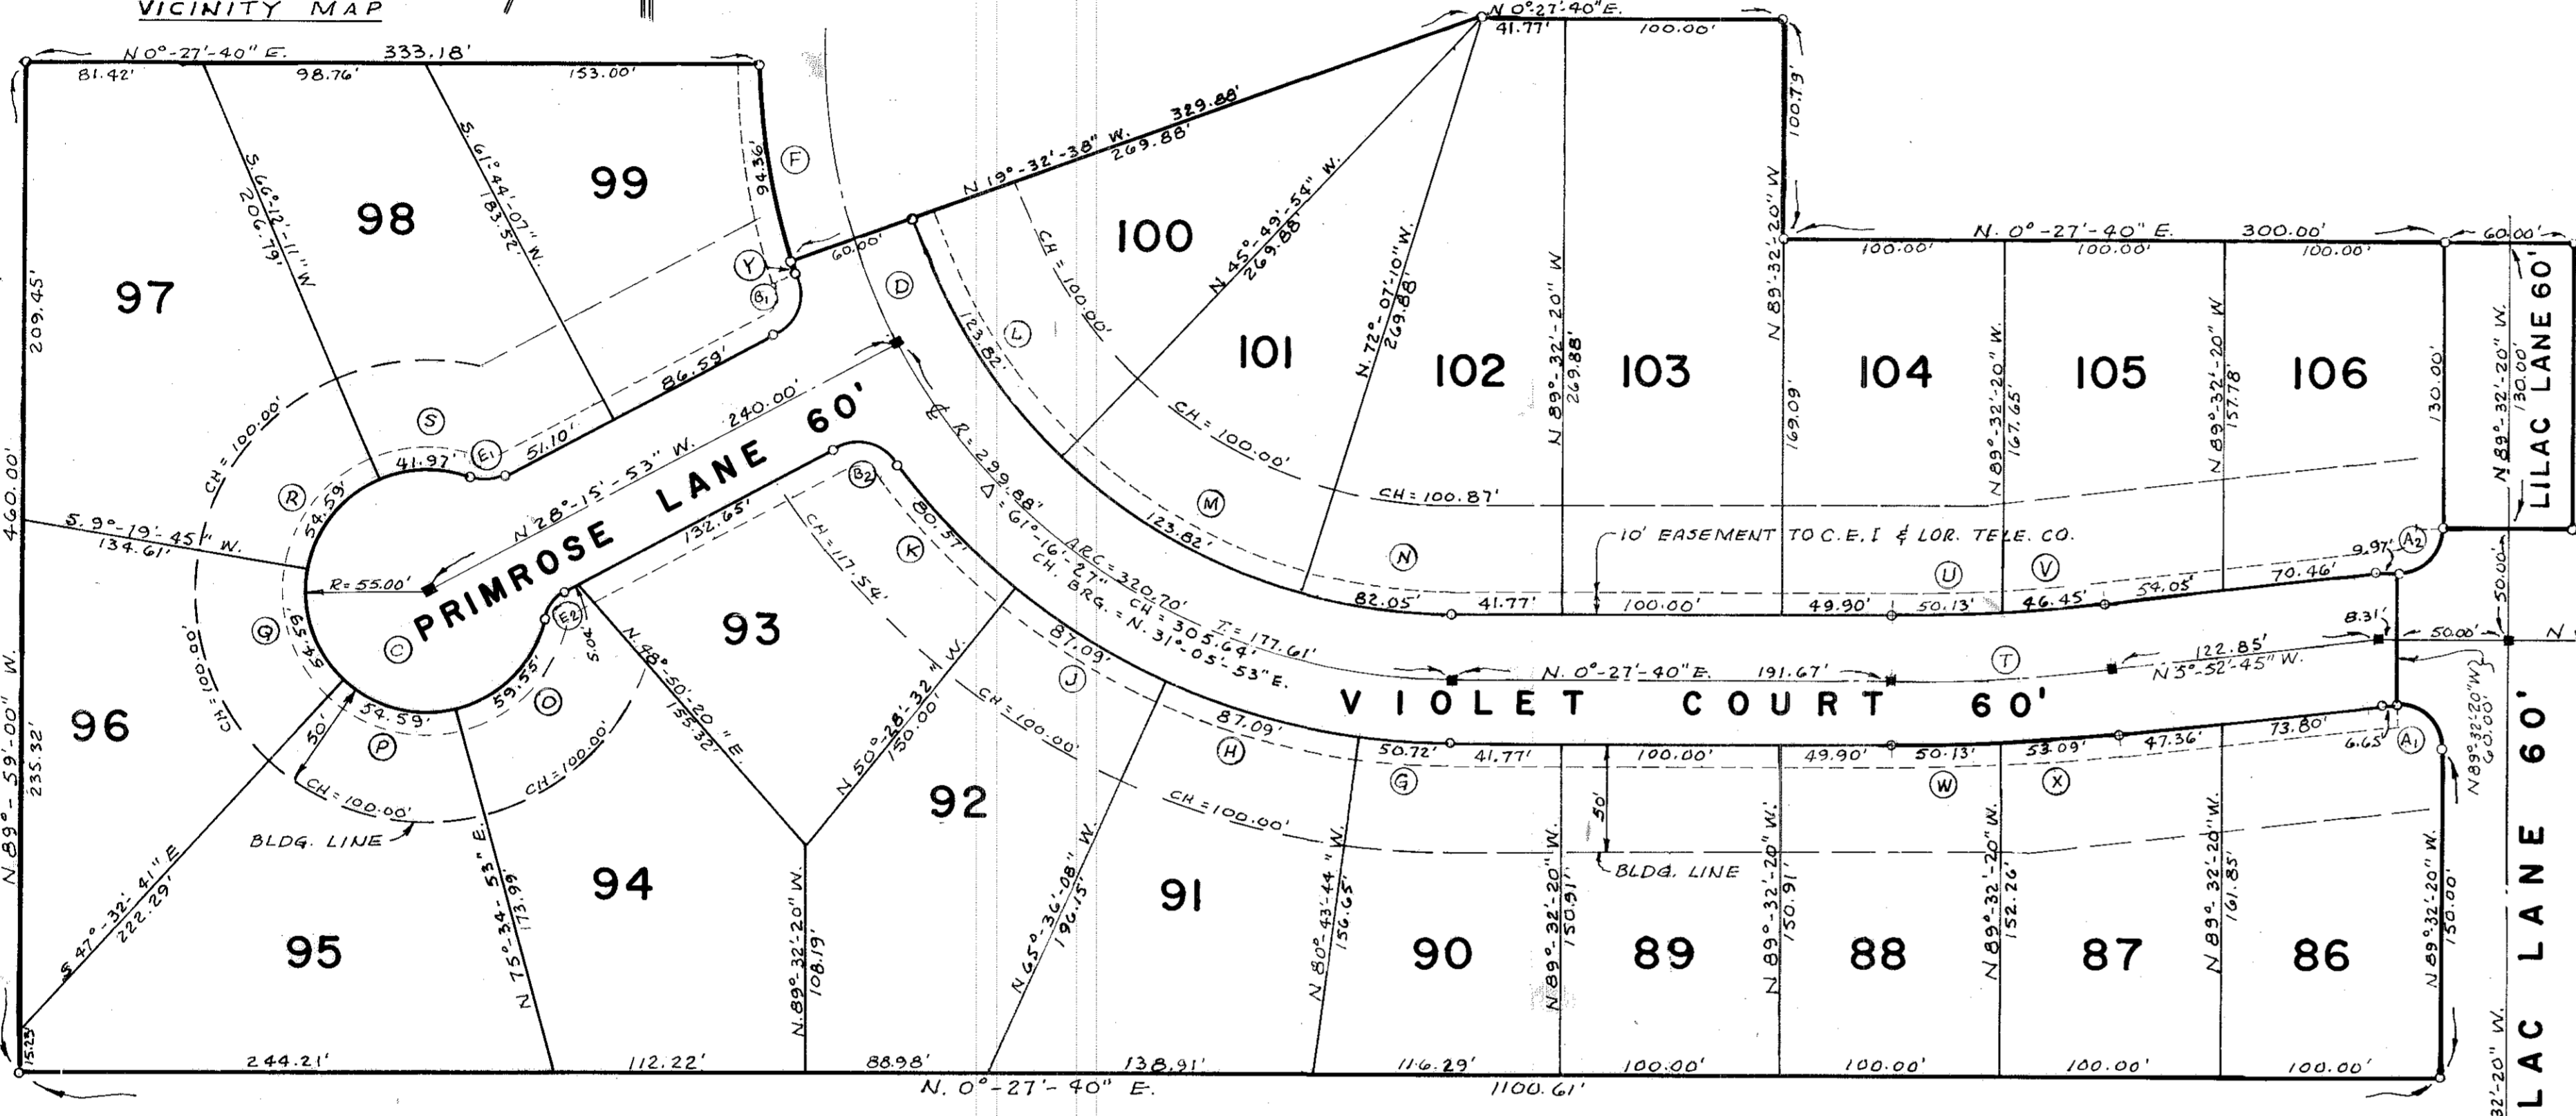 VICINITY MAP
N 0°-27'-40" E. 333.18'
81.42' 98.76' 153.00'
N 0°-27'-40" E.
41.77' 100.00'
100.79'
209.45'
97
S. 66°-12'-11" W
206.79'
98
S. 61°-44'-07" W.
183.52'
99
94.36'
F
Y
B1
60.00'
D
N 19°-32'-38" W. 329.88'
269.88'
CH = 100.00'
100
L
123.82'
N 45°-49'-54" W.
269.88'
101
CH = 100.00'
M
123.82'
N. 72°-07'-10" W.
269.88'
102
N 89°-32'-20" W
269.88'
103
CH = 100.87'
N
82.05'
N 89°-32'-20" W
169.09'
N. 0°-27'-40" E. 300.00'
100.00' 100.00' 100.00'
60.00'
104
N 89°-32'-20" W.
167.65'
105
N 89°-32'-20" W
157.78'
106
130.00'
N 89°-32'-20" W.
130.00'
LILAC LANE 60'
10' EASEMENT TO C.E.I & LOR. TELE. CO.
U
V
A2
9.97'
41.77' 100.00' 49.90' 50.13' 46.45' 54.05' 70.46'
50.00'
8.31'
50.00'
N
CH = 100.00'
S
R
E1
41.97'
54.59'
51.10'
86.59'
240.00'
N 28°-15'-53" W.
PRIMROSE LANE 60'
132.65'
B2
K
80.57'
CH = 117.54'
S. 9°-19'-45" W.
134.61'
R = 55.00'
C
Q
54.59'
CH = 100.00'
E2
5.04'
59.55'
O
54.59'
P
50'
CH = 100.00'
CH = 100.00'
BLDG. LINE
℄
R = 299.88'
Δ = 61°-16'-27"
ARC = 320.70'
CH = 305.64'
T = 177.61'
CH. BRG. = N. 31°-05'-53" E.
87.09'
J
CH = 100.00'
87.09'
H
CH = 100.00'
N. 0°-27'-40" E. 191.67'
T
122.85'
N 5°-52'-45" W.
VIOLET COURT 60'
50.72' 41.77' 100.00' 49.90' 50.13' 53.09' 47.36' 73.80'
G
W
X
6.65'
A1
N 89°-32'-20" W
60.00'
50'
BLDG. LINE
N 89°-59'-00" W. 460.00'
235.32'
96
S 47°-32'-41" E
222.29'
95
N 75°-34'-53" E.
173.99'
94
N 48°-50'-20" E.
155.32'
93
N 50°-28'-32" W.
150.00'
N. 89°-32'-20" W.
108.19'
92
N 65°-36'-08" W.
196.15'
91
N 80°-43'-44" W.
156.65'
90
N 89°-32'-20" W.
150.91'
89
N 89°-32'-20" W.
150.91'
88
N 89°-32'-20" W.
152.26'
87
N 89°-32'-20" W.
161.85'
86
N 89°-32'-20" W.
150.00'
LAC LANE 60'
32'-20" W.
15.23'
244.21' 112.22' 88.98' 138.91' 116.29' 100.00' 100.00' 100.00' 100.00'
N. 0°-27'-40" E. 1100.61'